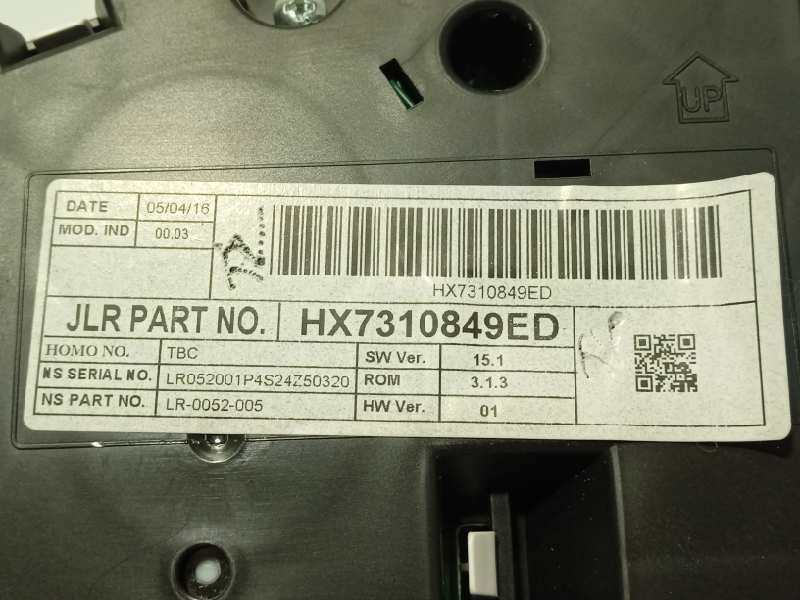 UP
DATE 05/04/16
MOD. IND 00.03
HX7310849ED
JLR PART NO. HX7310849ED
HOMO NO. TBC SW Ver. 15.1
NS SERIAL NO. LR052001P4S24Z50320 ROM 3.1.3
NS PART NO. LR-0052-005 HW Ver. 01